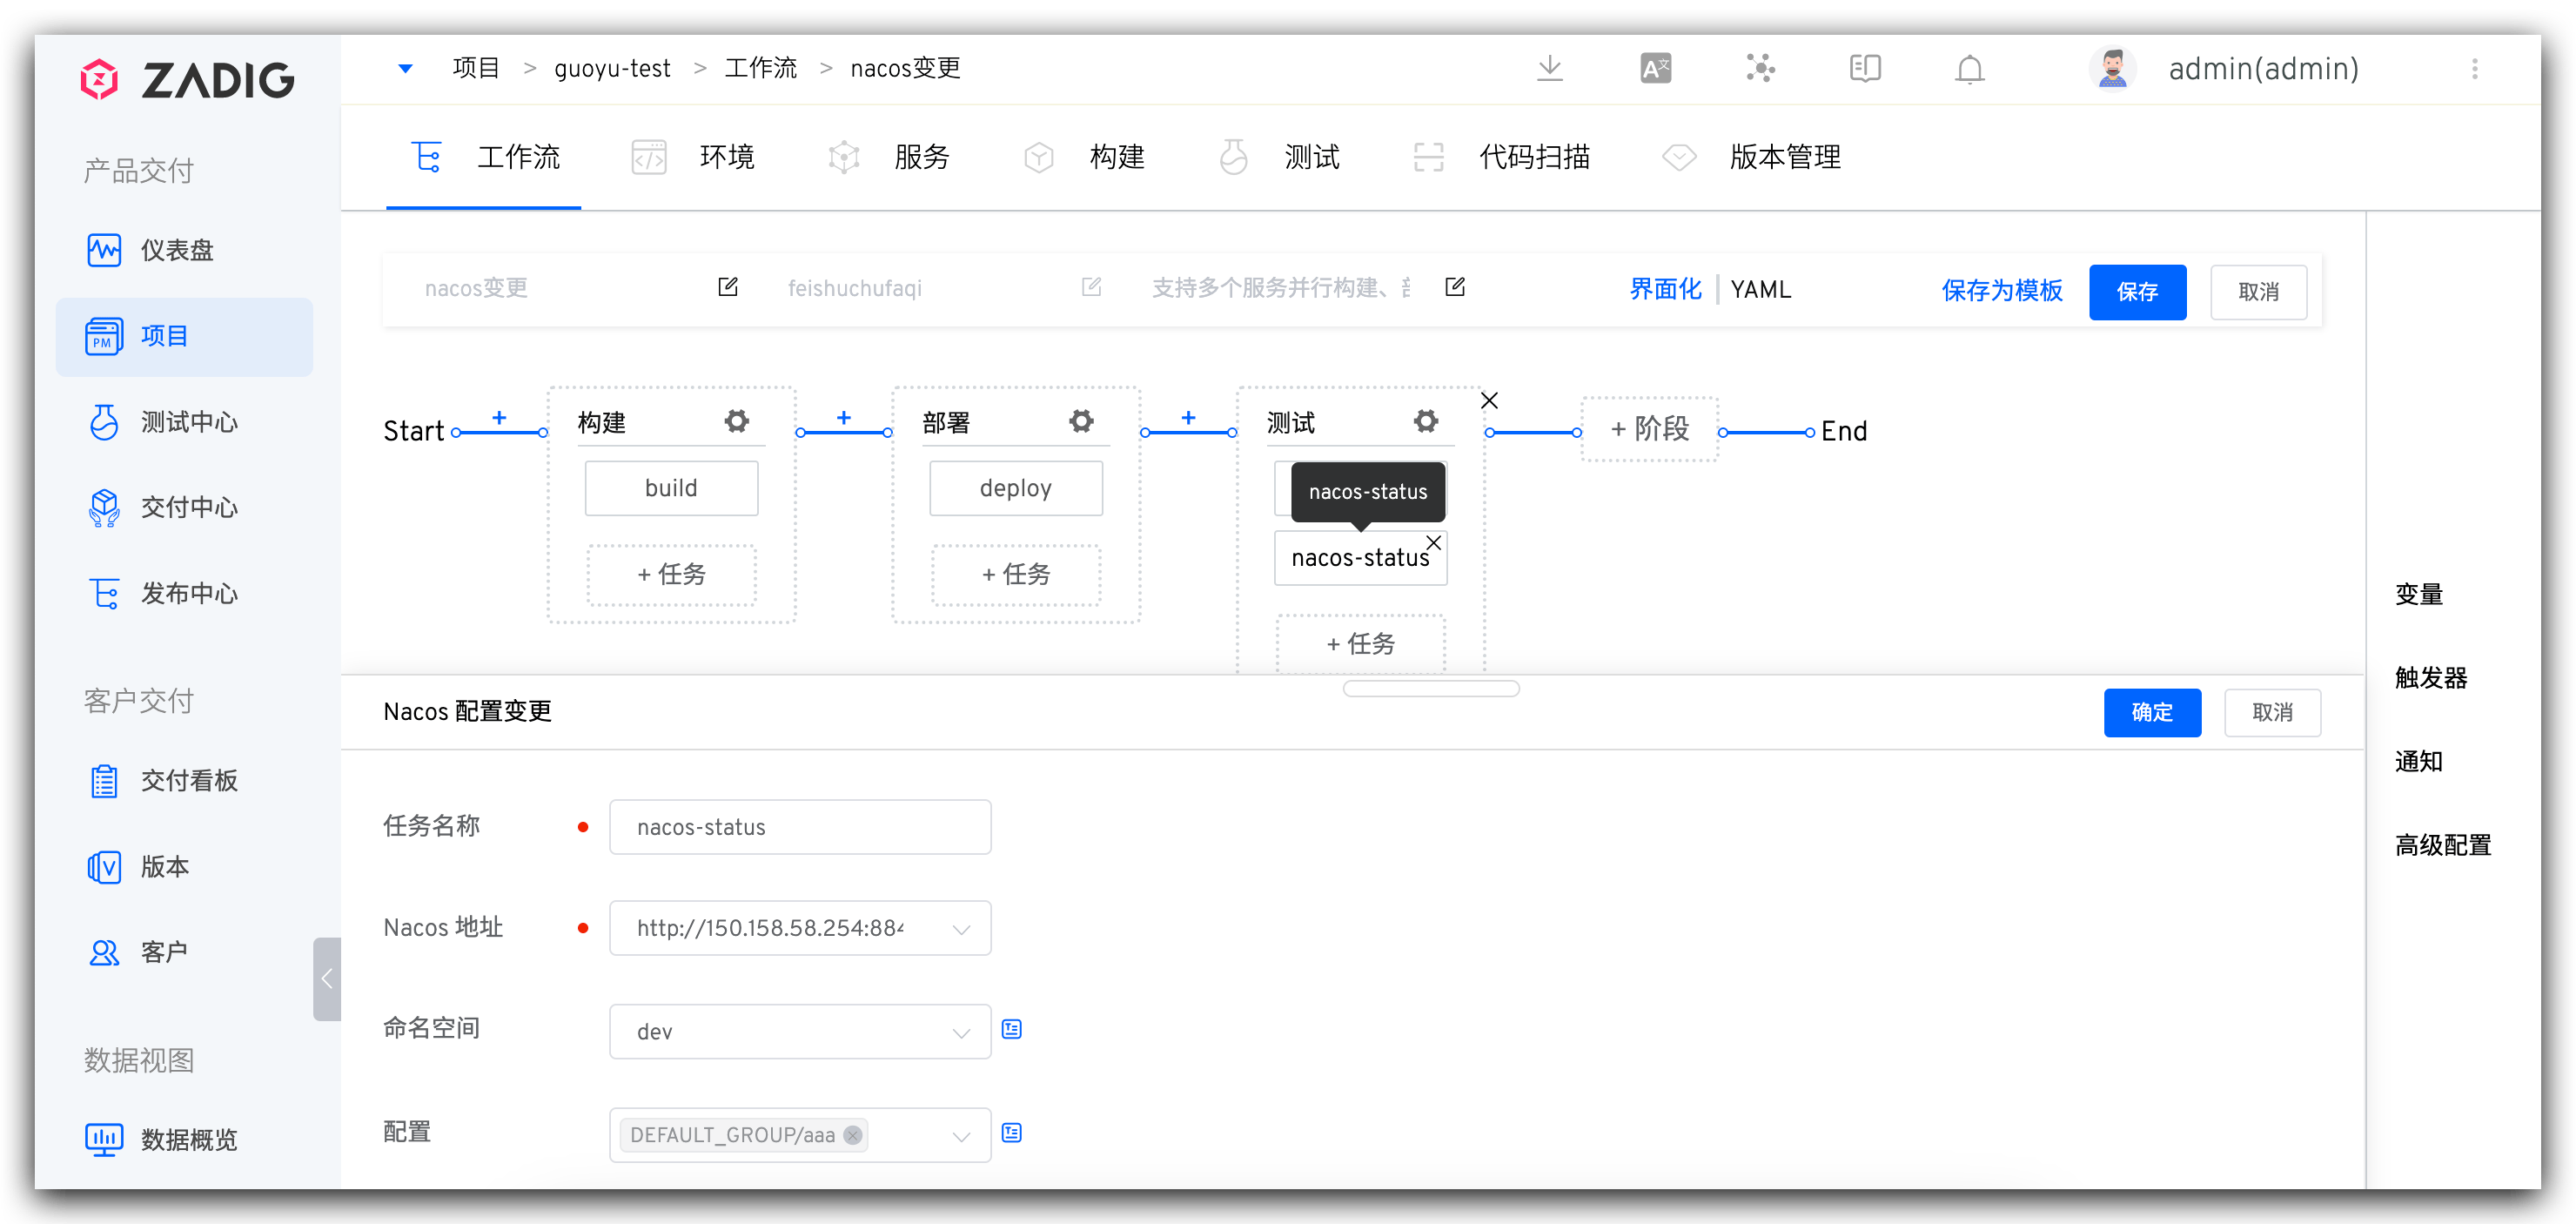 ZADIG
项目 > guoyu-test > 工作流 > nacos变更
admin(admin)
工作流 环境 服务 构建 测试 代码扫描 版本管理
产品交付
仪表盘
项目
测试中心
交付中心
发布中心
客户交付
交付看板
版本
客户
数据视图
数据概览
nacos变更 feishuchufaqi 支持多个服务并行构建、 界面化 YAML 保存为模板 保存 取消
Start 构建 部署 测试 + 阶段 End
build deploy nacos-status
nacos-status
+ 任务 + 任务
+ 任务
变量
触发器
通知
高级配置
Nacos 配置变更 确定 取消
任务名称 nacos-status
Nacos 地址 http://150.158.58.254:884
命名空间 dev
配置 DEFAULT_GROUP/aaa